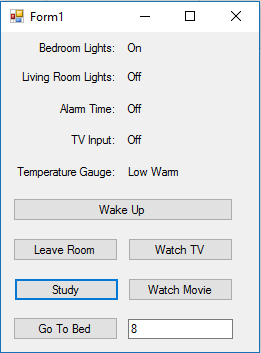 Form1
Bedroom Lights: On
Living Room Lights: Off
Alarm Time: Off
TV Input: Off
Temperature Gauge: Low Warm
Wake Up
Leave Room Watch TV
Study Watch Movie
Go To Bed 8